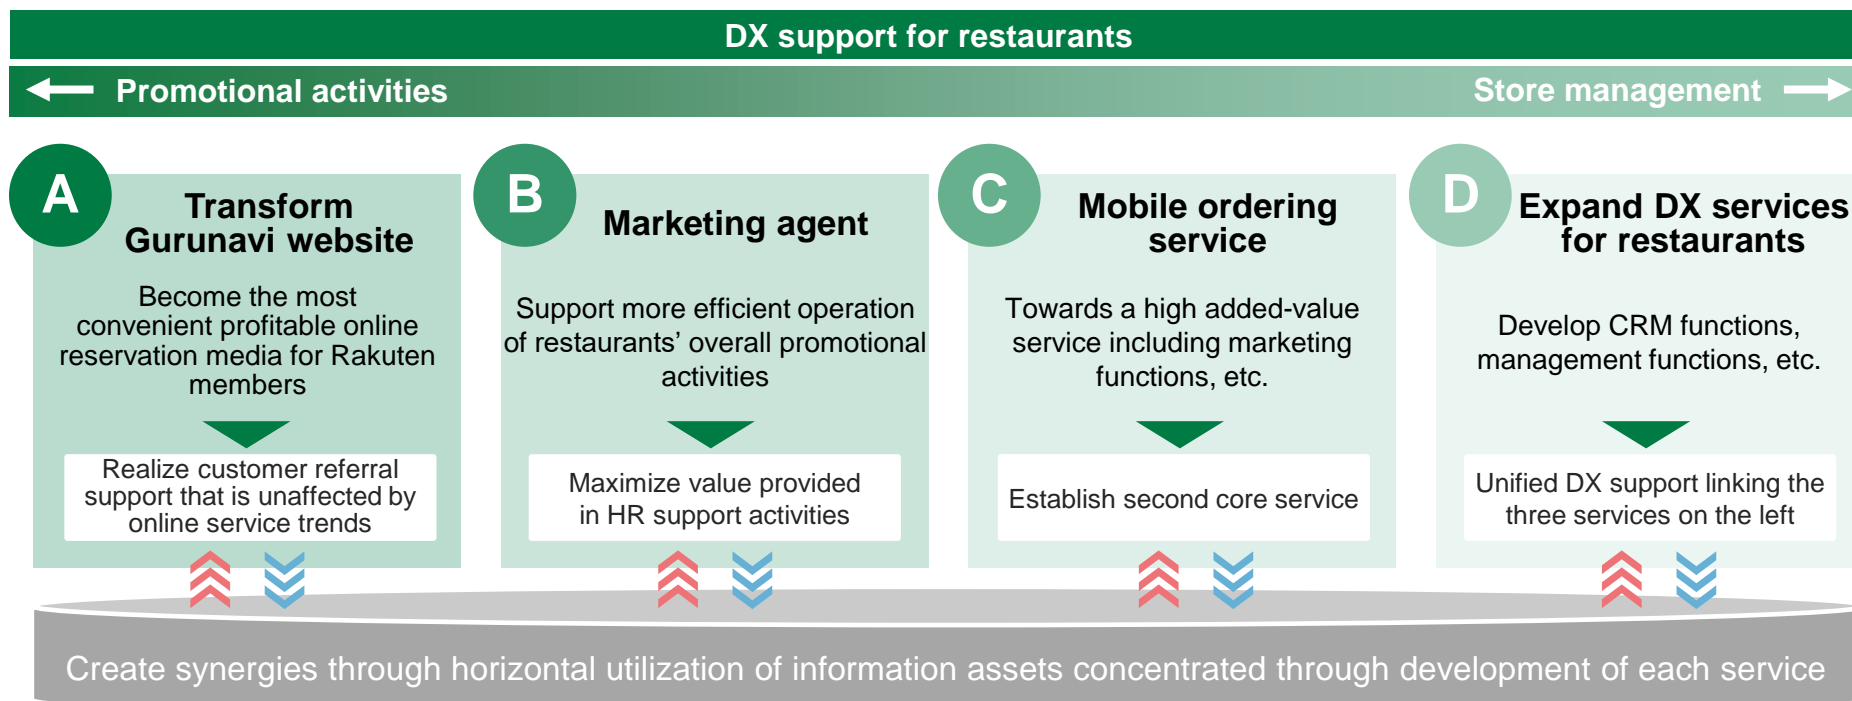 DX support for restaurants
Promotional activities
Store management
A
Transform
Gurunavi website
Become the most
convenient profitable online
reservation media for Rakuten
members
Realize customer referral
support that is unaffected by
online service trends
B
Marketing agent
Support more efficient operation
of restaurants’ overall promotional
activities
Maximize value provided
in HR support activities
C
Mobile ordering
service
Towards a high added-value
service including marketing
functions, etc.
Establish second core service
D
Expand DX services
for restaurants
Develop CRM functions,
management functions, etc.
Unified DX support linking the
three services on the left
Create synergies through horizontal utilization of information assets concentrated through development of each service